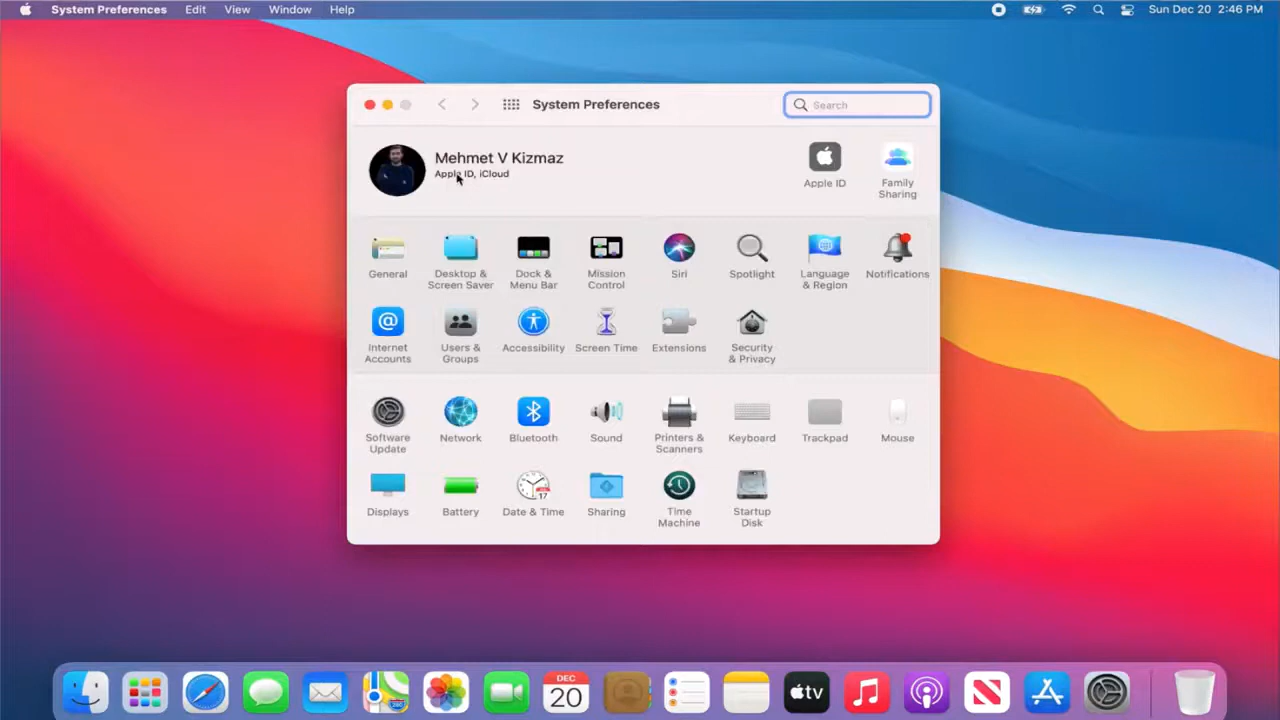 System Preferences Edit View Window Help Sun Dec 20 2:46 PM
System Preferences
Search
Mehmet V Kizmaz
Apple ID, iCloud
Apple ID
Family
Sharing
General
Desktop &
Screen Saver
Dock &
Menu Bar
Mission
Control
Siri
Spotlight
Language
& Region
Notifications
Internet
Accounts
Users &
Groups
Accessibility
Screen Time
Extensions
Security
& Privacy
Software
Update
Network
Bluetooth
Sound
Printers &
Scanners
Keyboard
Trackpad
Mouse
Displays
Battery
17
Date & Time
Sharing
Time
Machine
Startup
Disk
DEC
20
tv